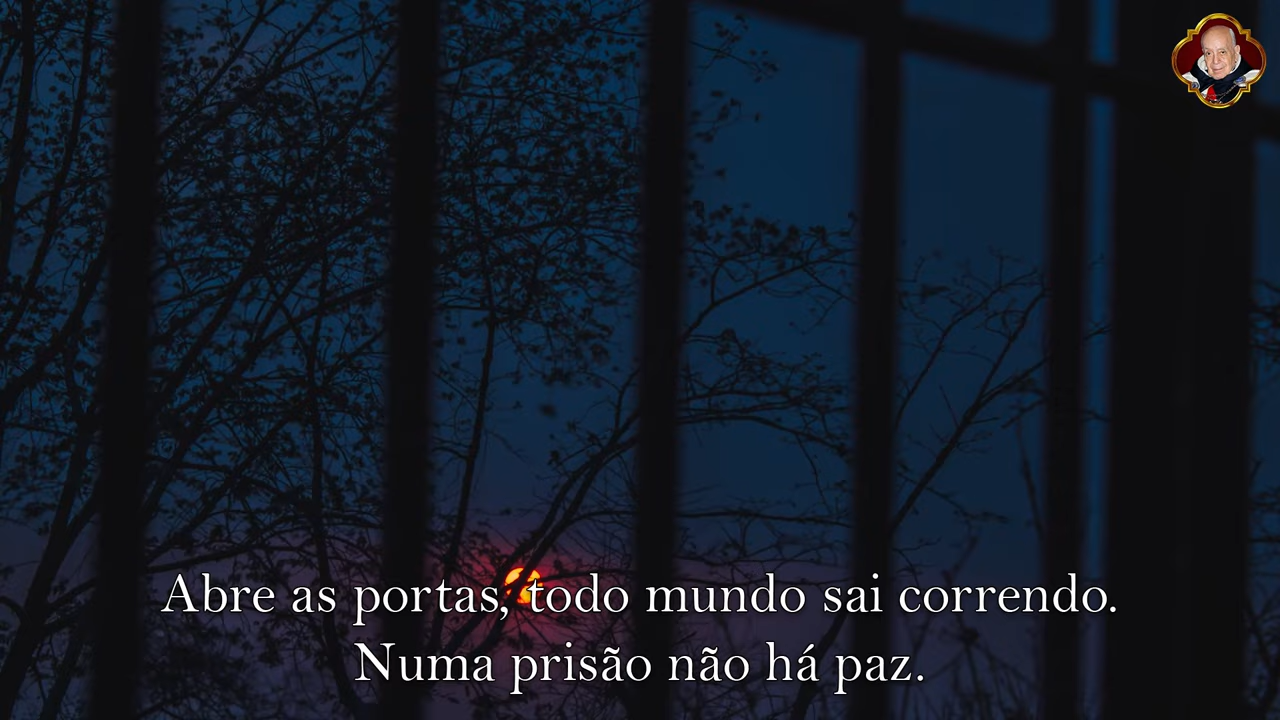 Abre as portas, todo mundo sai correndo.
Numa prisão não há paz.